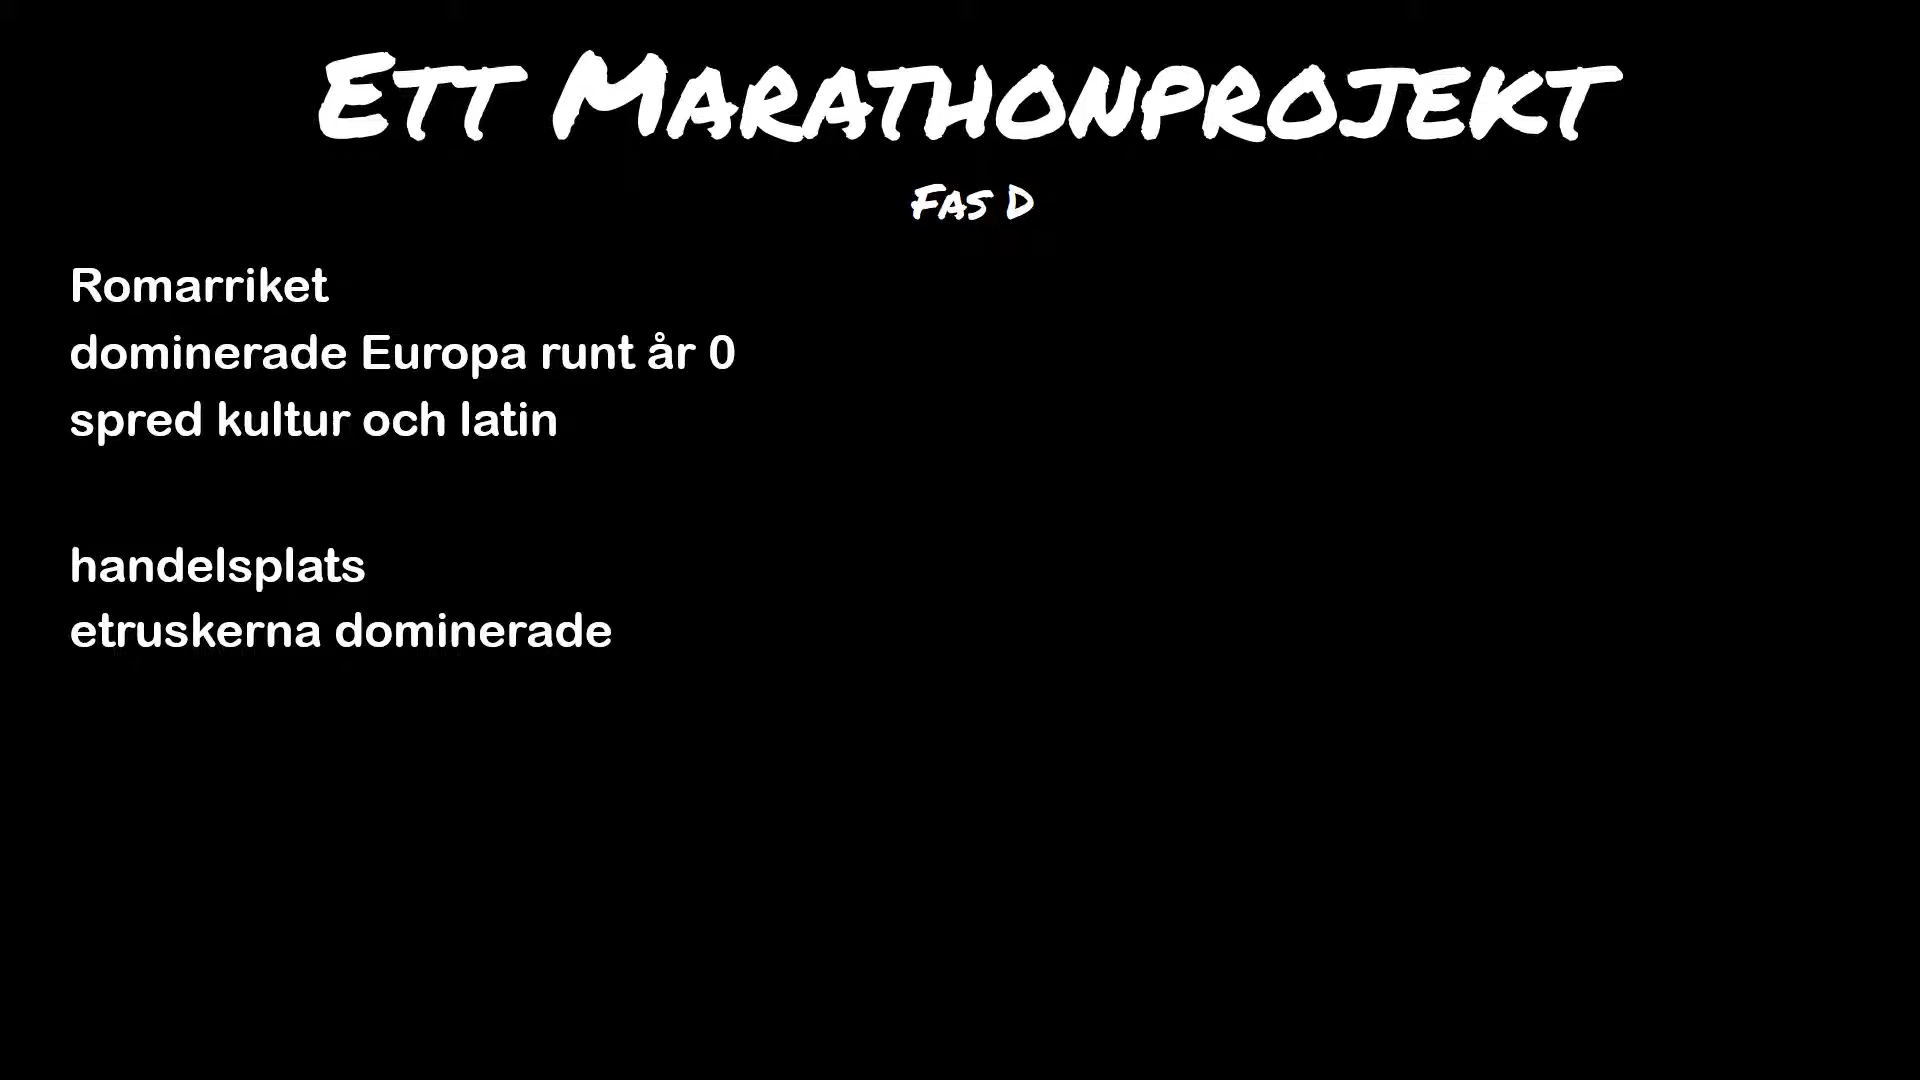 Ett Marathonprojekt
Fas D
Romarriket
dominerade Europa runt år 0
spred kultur och latin
handelsplats
etruskerna dominerade